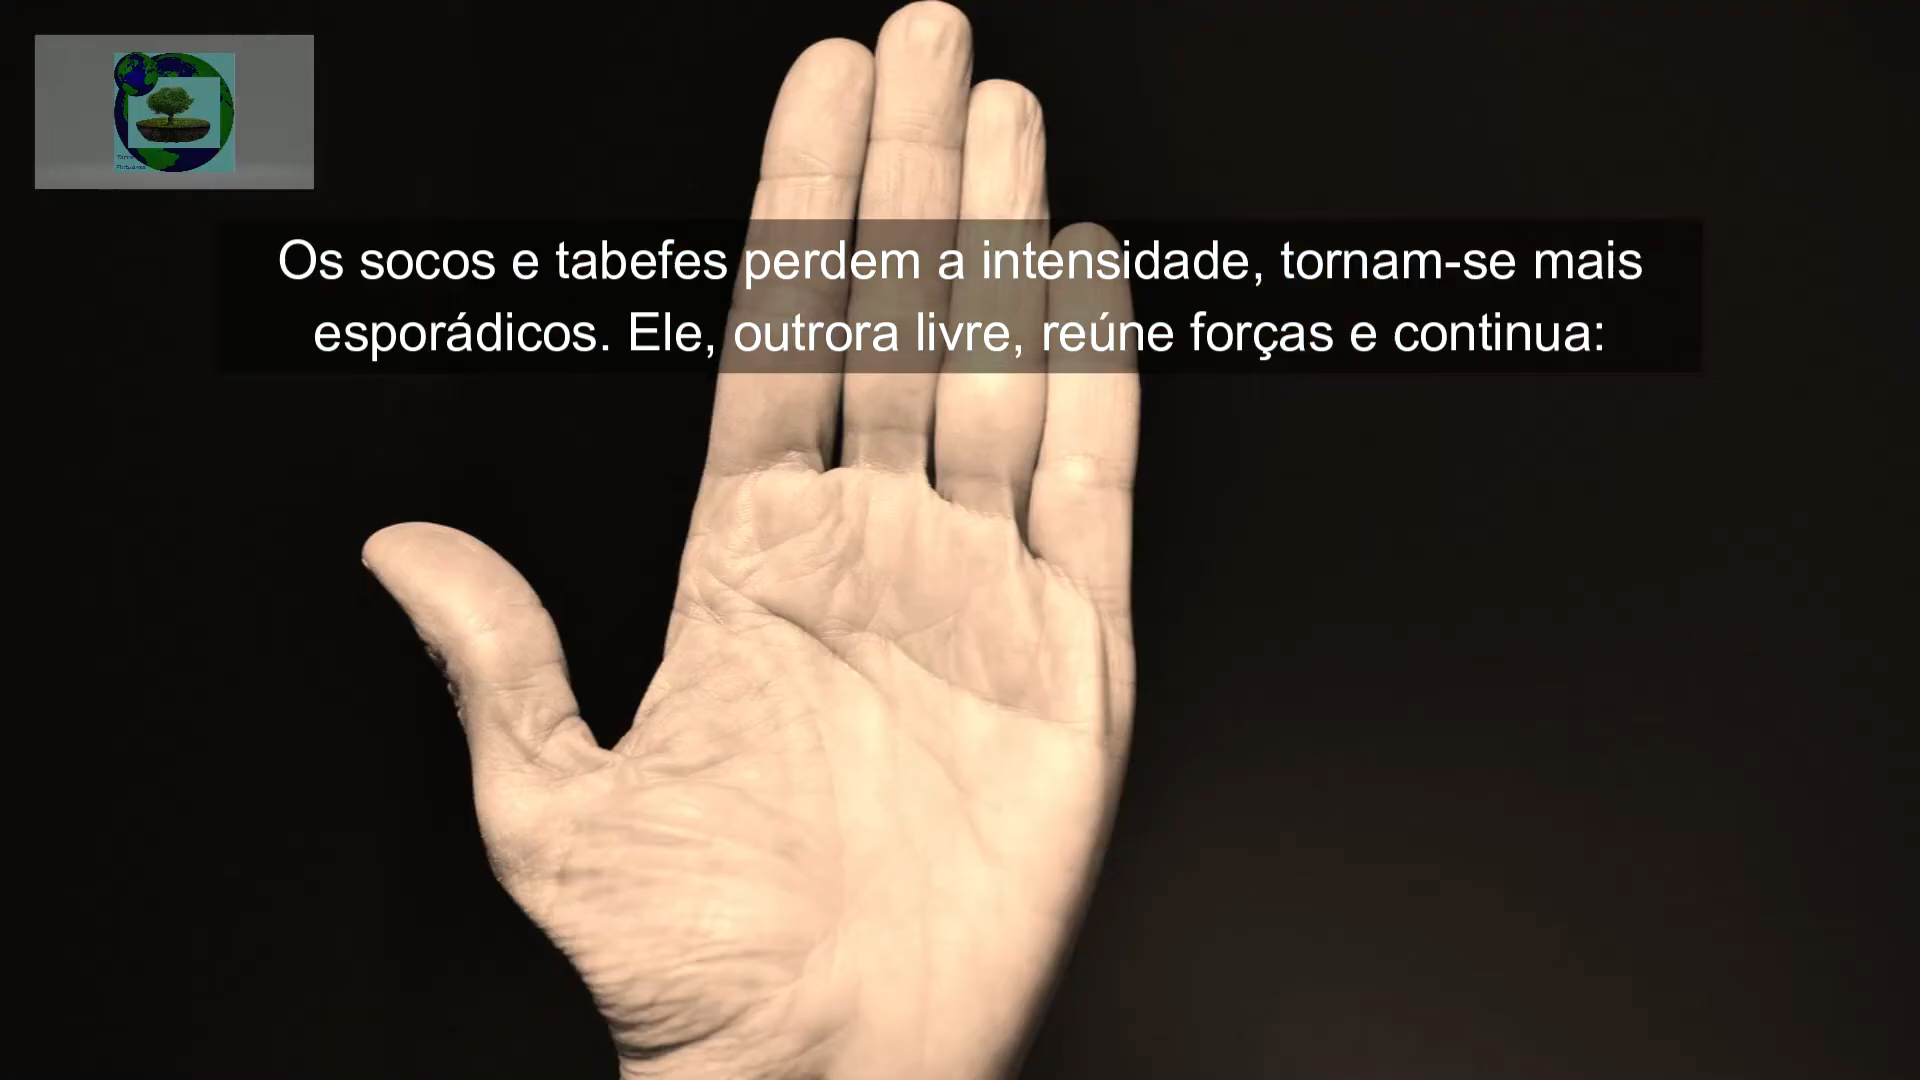 Os socos e tabefes perdem a intensidade, tornam-se mais
esporádicos. Ele, outrora livre, reúne forças e continua: